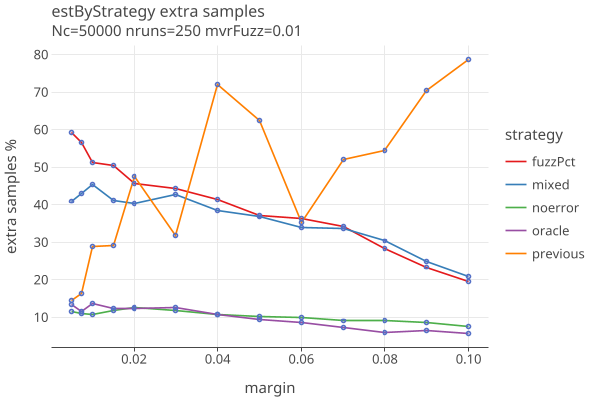 estByStrategy extra samples
Nc=50000 nruns=250 mvrFuzz=0.01
extra samples %
80
70
60
50
40
30
20
10
0.02
0.04
0.06
0.08
0.10
margin
strategy
fuzzPct
mixed
noerror
oracle
previous